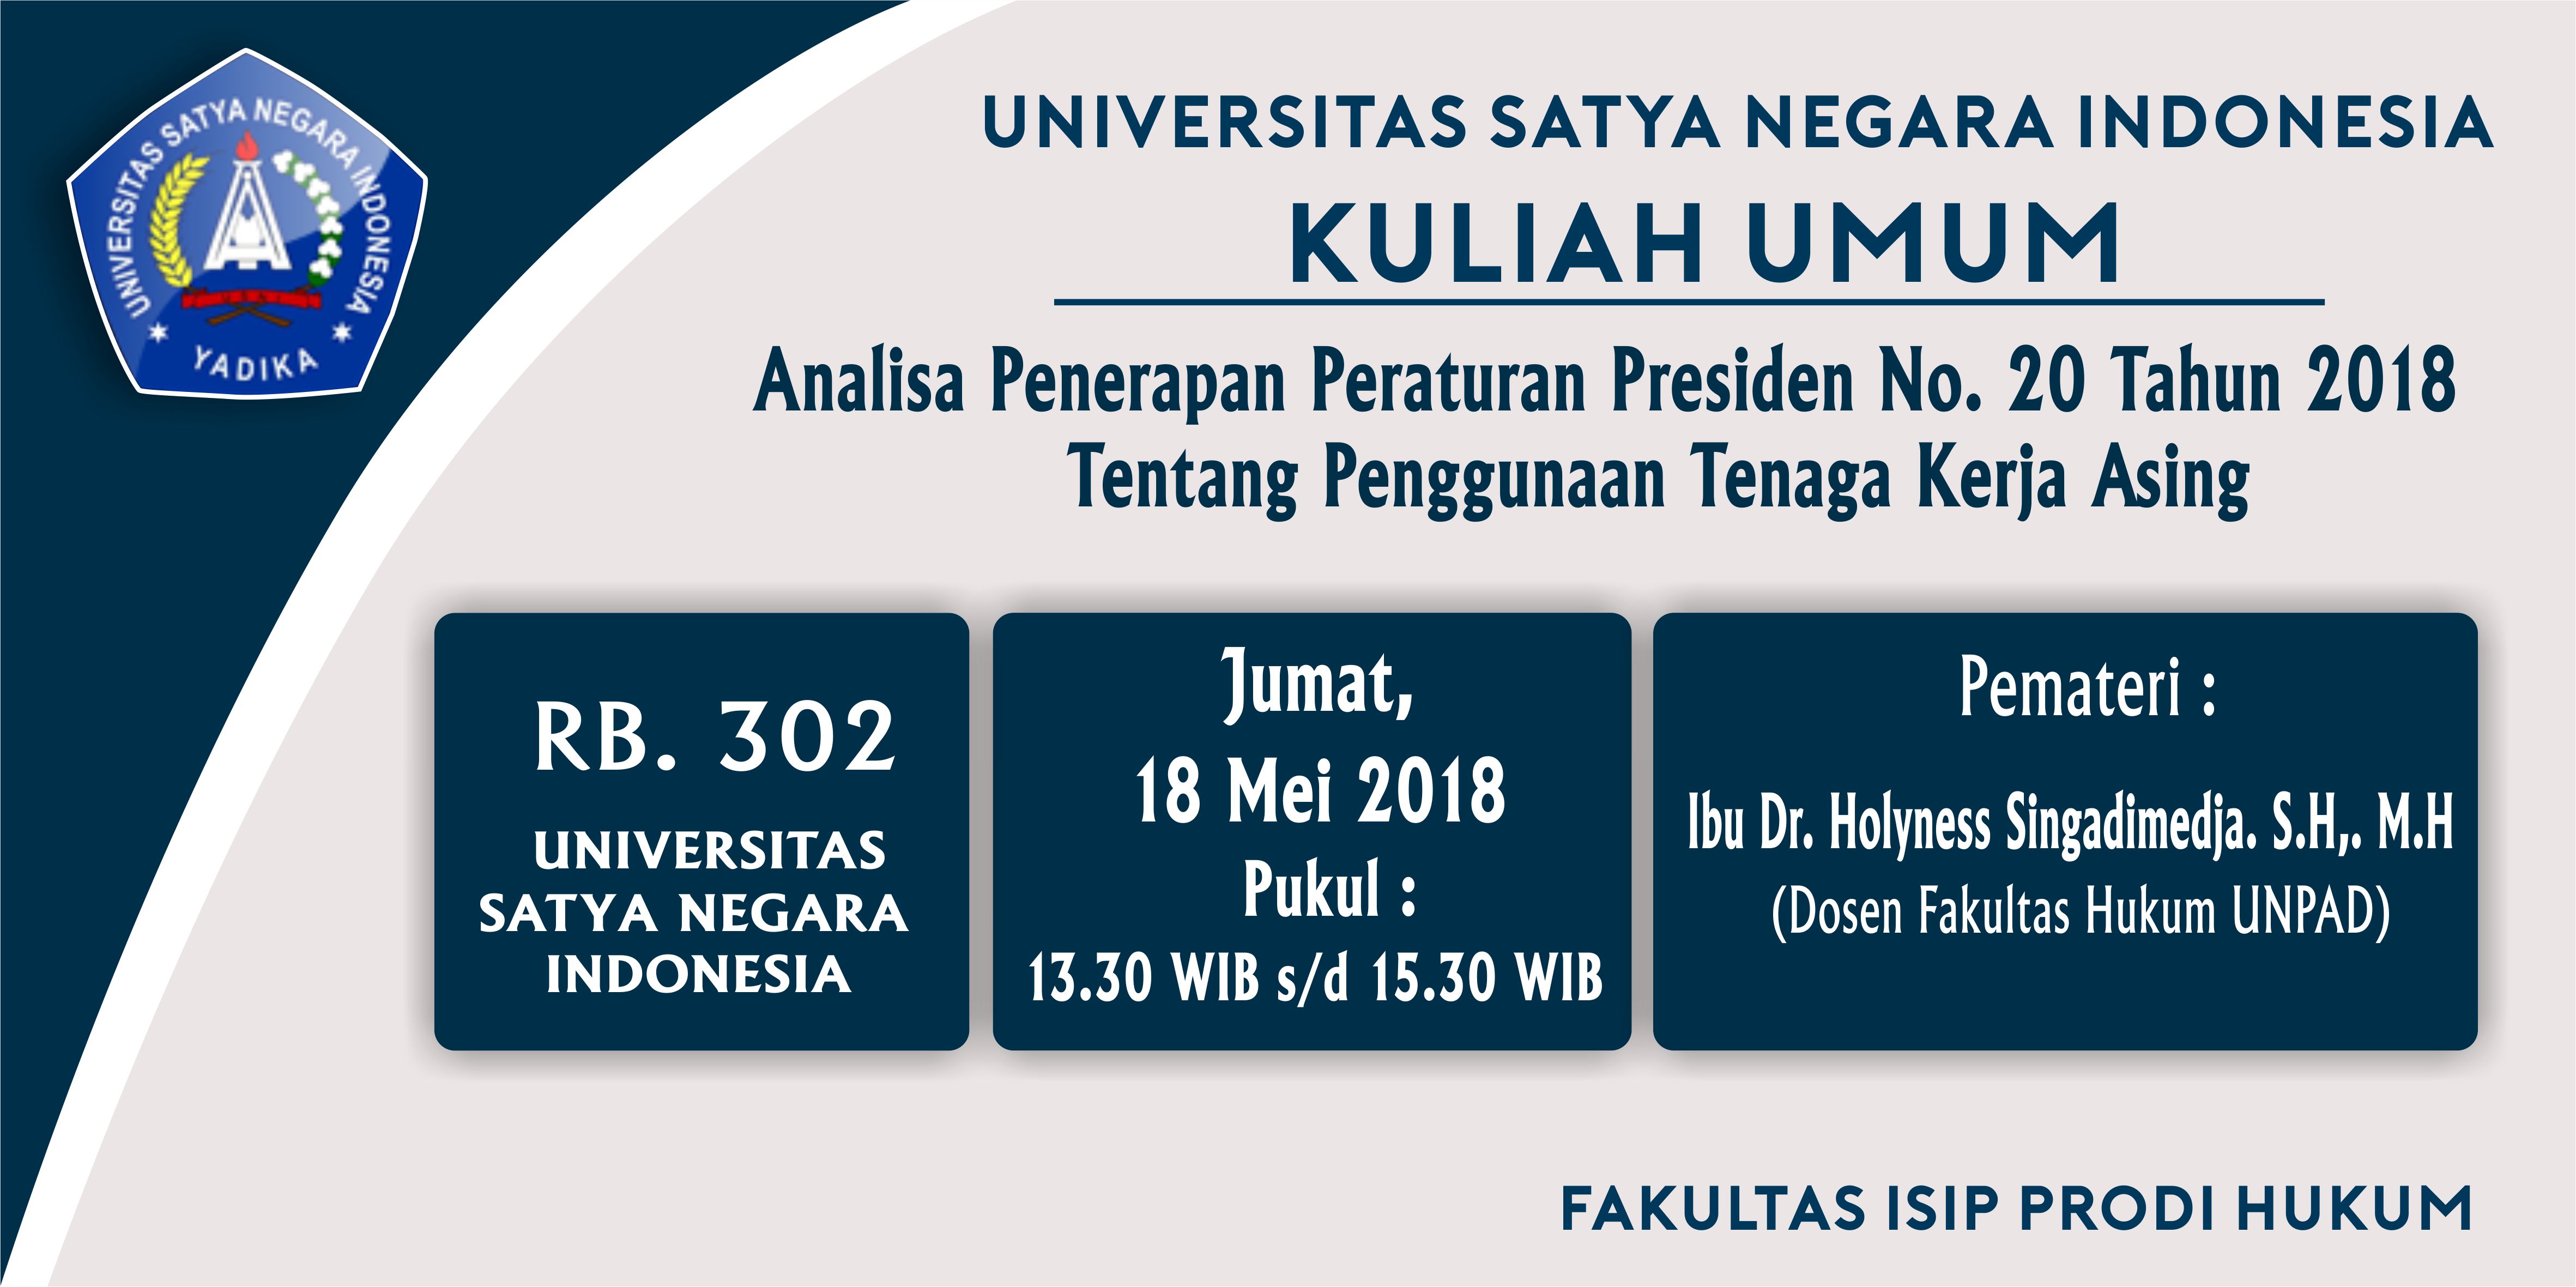 UNIVERSITAS SATYA NEGARA INDONESIA
YADIKA
UNIVERSITAS SATYA NEGARA INDONESIA
KULIAH UMUM
Analisa Penerapan Peraturan Presiden No. 20 Tahun 2018
Tentang Penggunaan Tenaga Kerja Asing
RB. 302
UNIVERSITAS
SATYA NEGARA
INDONESIA
Jumat,
18 Mei 2018
Pukul :
13.30 WIB s/d 15.30 WIB
Pemateri :
Ibu Dr. Holyness Singadimedja. S.H,. M.H
(Dosen Fakultas Hukum UNPAD)
FAKULTAS ISIP PRODI HUKUM